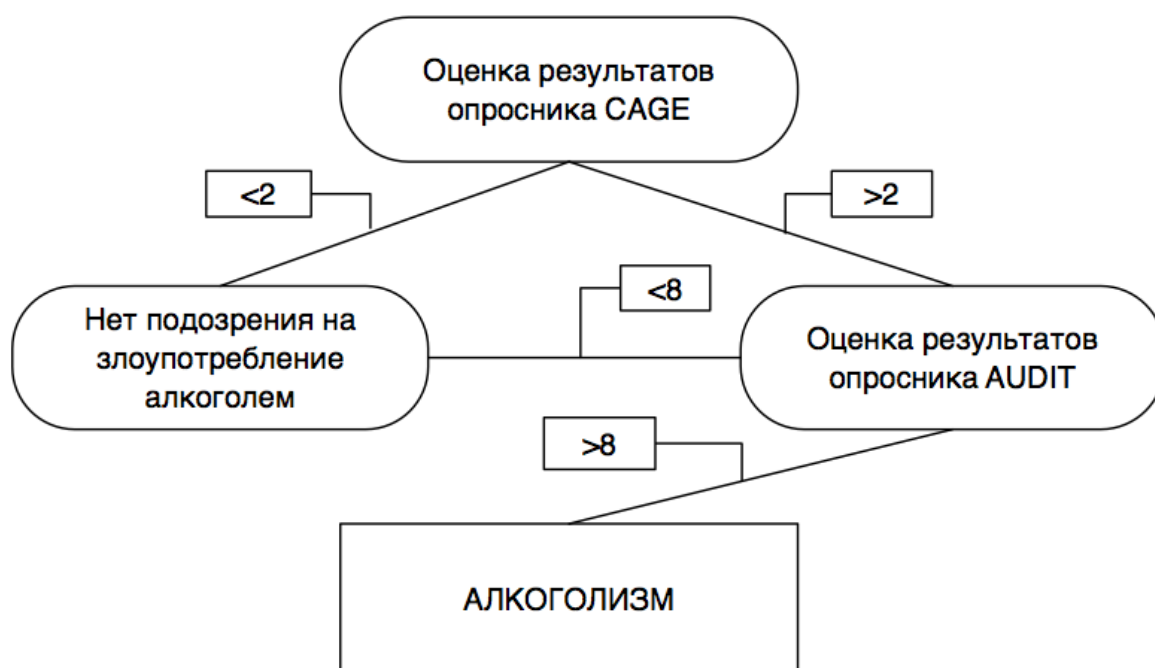 Оценка результатов
опросника CAGE
<2
>2
<8
Нет подозрения на
злоупотребление
алкоголем
Оценка результатов
опросника AUDIT
>8
АЛКОГОЛИЗМ